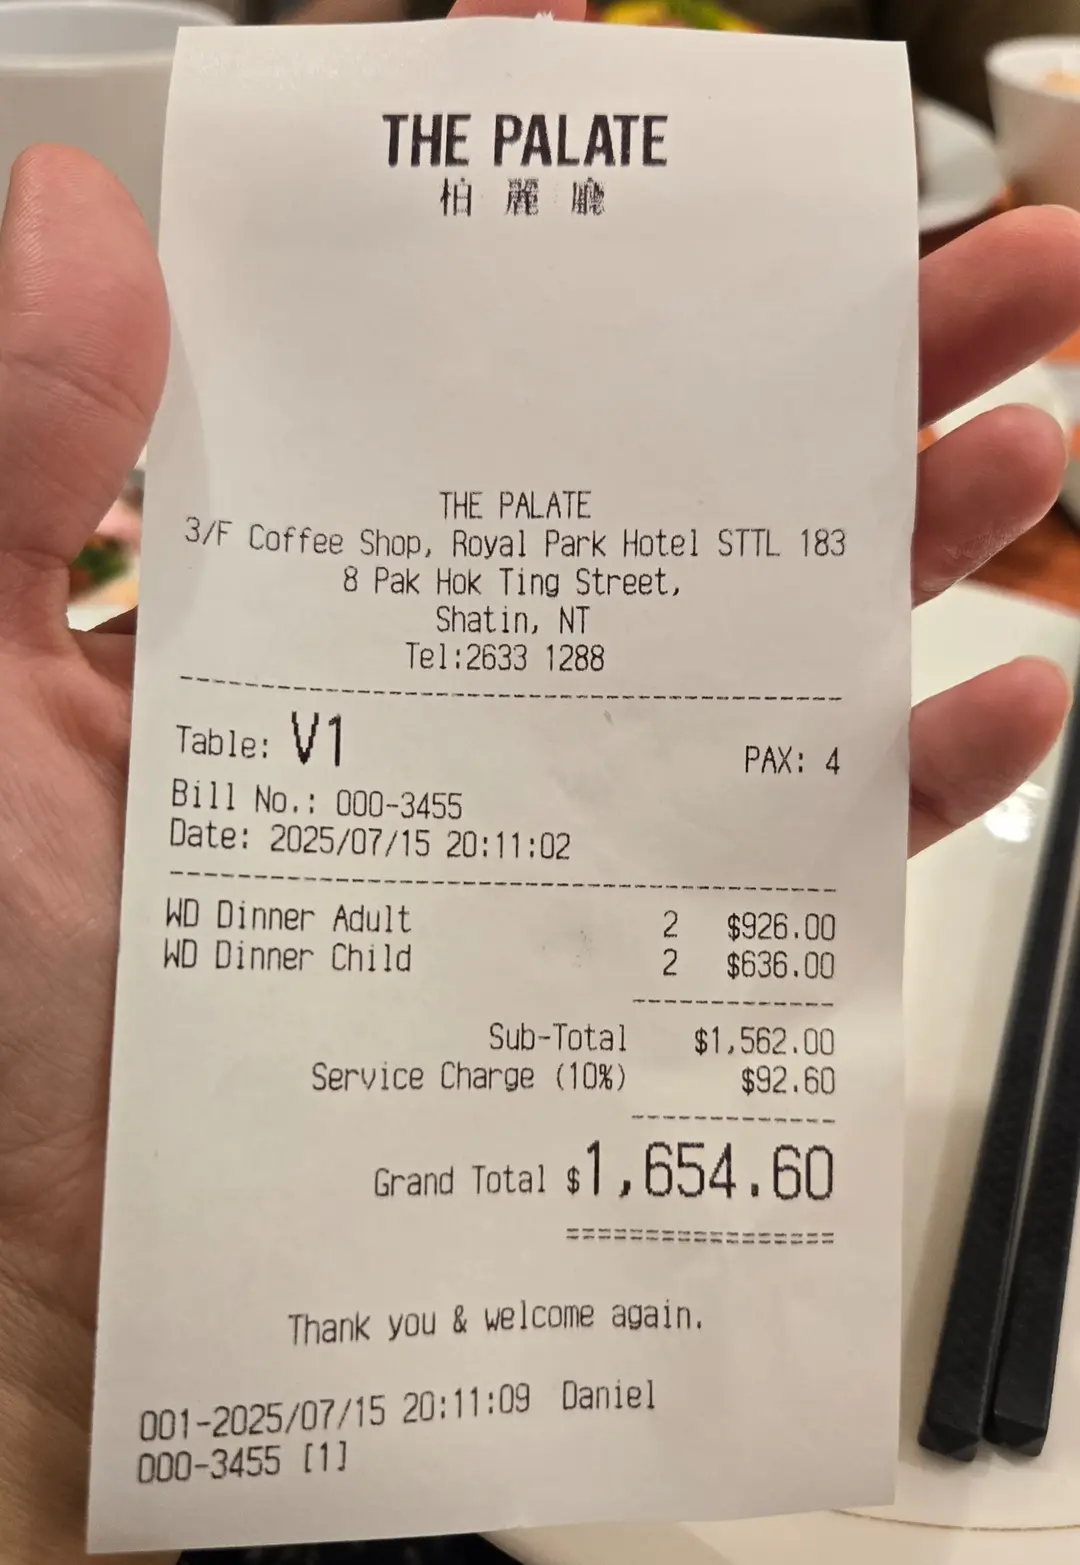 THE PALATE
柏麗廳
THE PALATE
3/F Coffee Shop, Royal Park Hotel STTL 183
8 Pak Hok Ting Street,
Shatin, NT
Tel:2633 1288
Table: V1 PAX: 4
Bill No.: 000-3455
Date: 2025/07/15 20:11:02
WD Dinner Adult 2 $926.00
WD Dinner Child 2 $636.00
Sub-Total $1,562.00
Service Charge (10%) $92.60
Grand Total $1,654.60
Thank you & welcome again.
001-2025/07/15 20:11:09 Daniel
000-3455 [1]